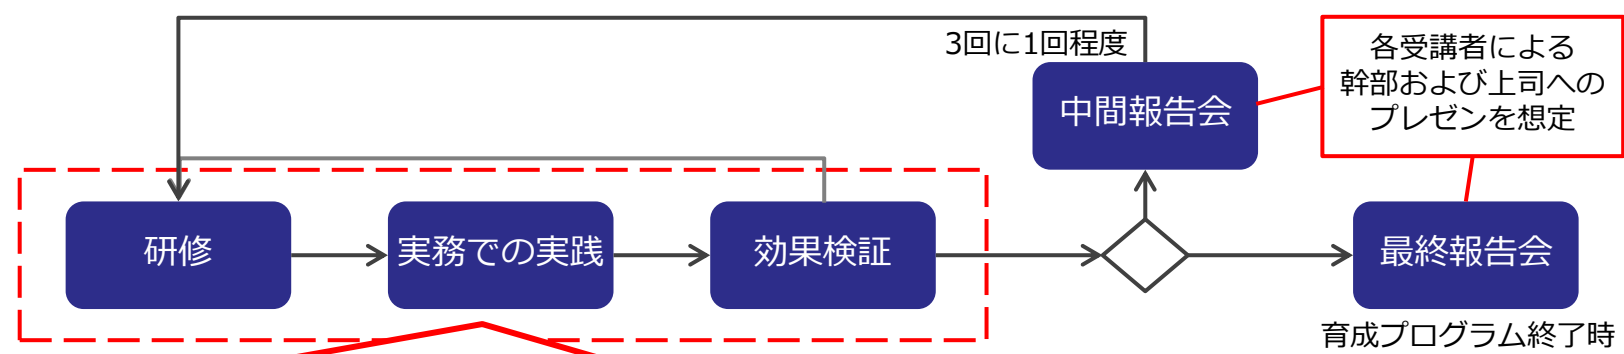 3回に1回程度
各受講者による
幹部および上司への
プレゼンを想定
中間報告会
研修
実務での実践
効果検証
最終報告会
育成プログラム終了時